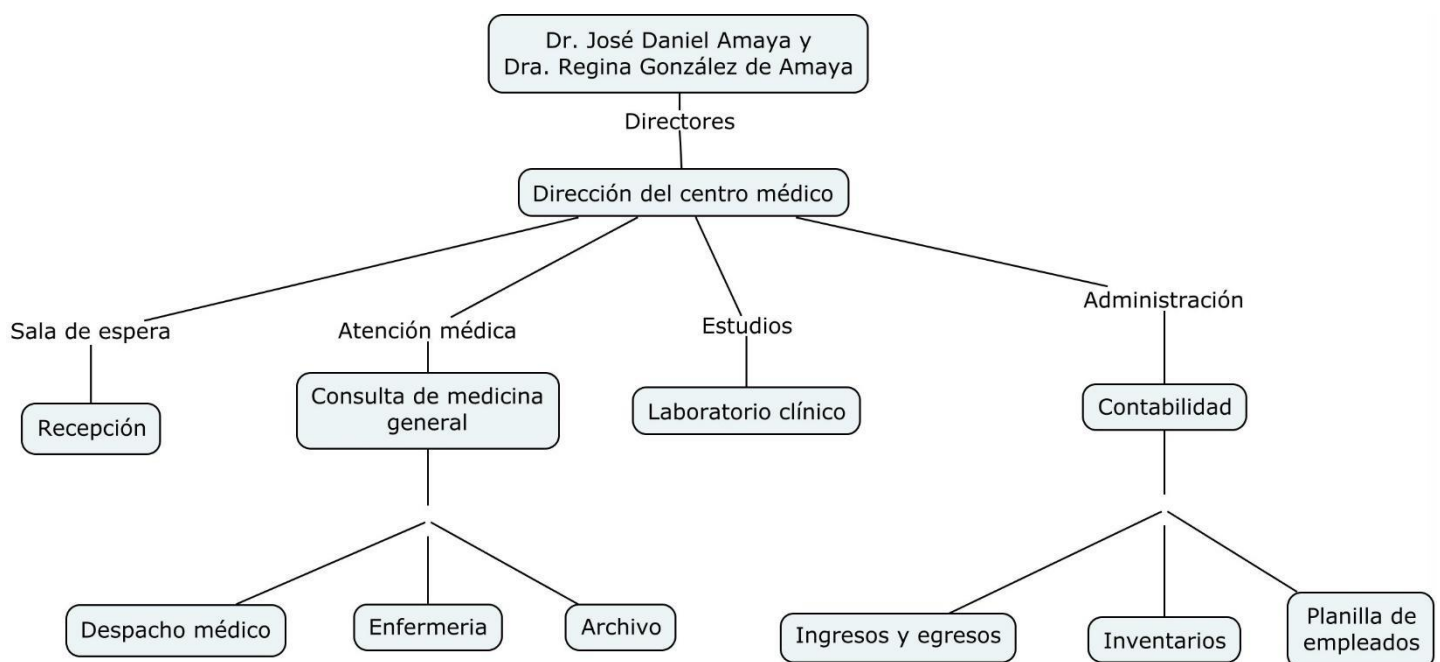 Dr. José Daniel Amaya y
Dra. Regina González de Amaya
Directores
Dirección del centro médico
Sala de espera
Atención médica
Estudios
Administración
Recepción
Consulta de medicina
general
Laboratorio clínico
Contabilidad
Despacho médico
Enfermeria
Archivo
Ingresos y egresos
Inventarios
Planilla de
empleados